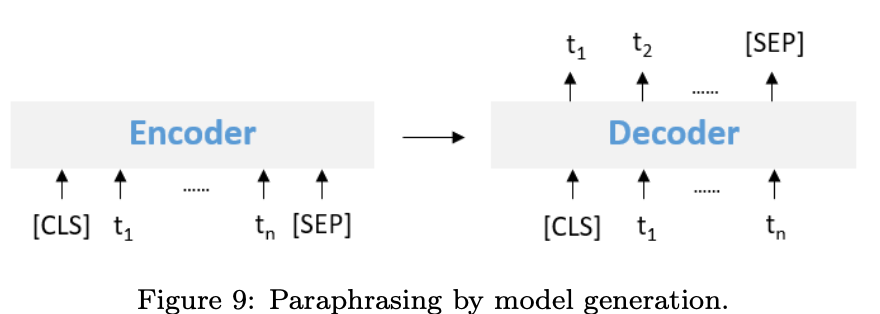 t₁ t₂ [SEP]
......
Encoder Decoder
...... ......
[CLS] t₁ tₙ [SEP] [CLS] t₁ tₙ
Figure 9: Paraphrasing by model generation.